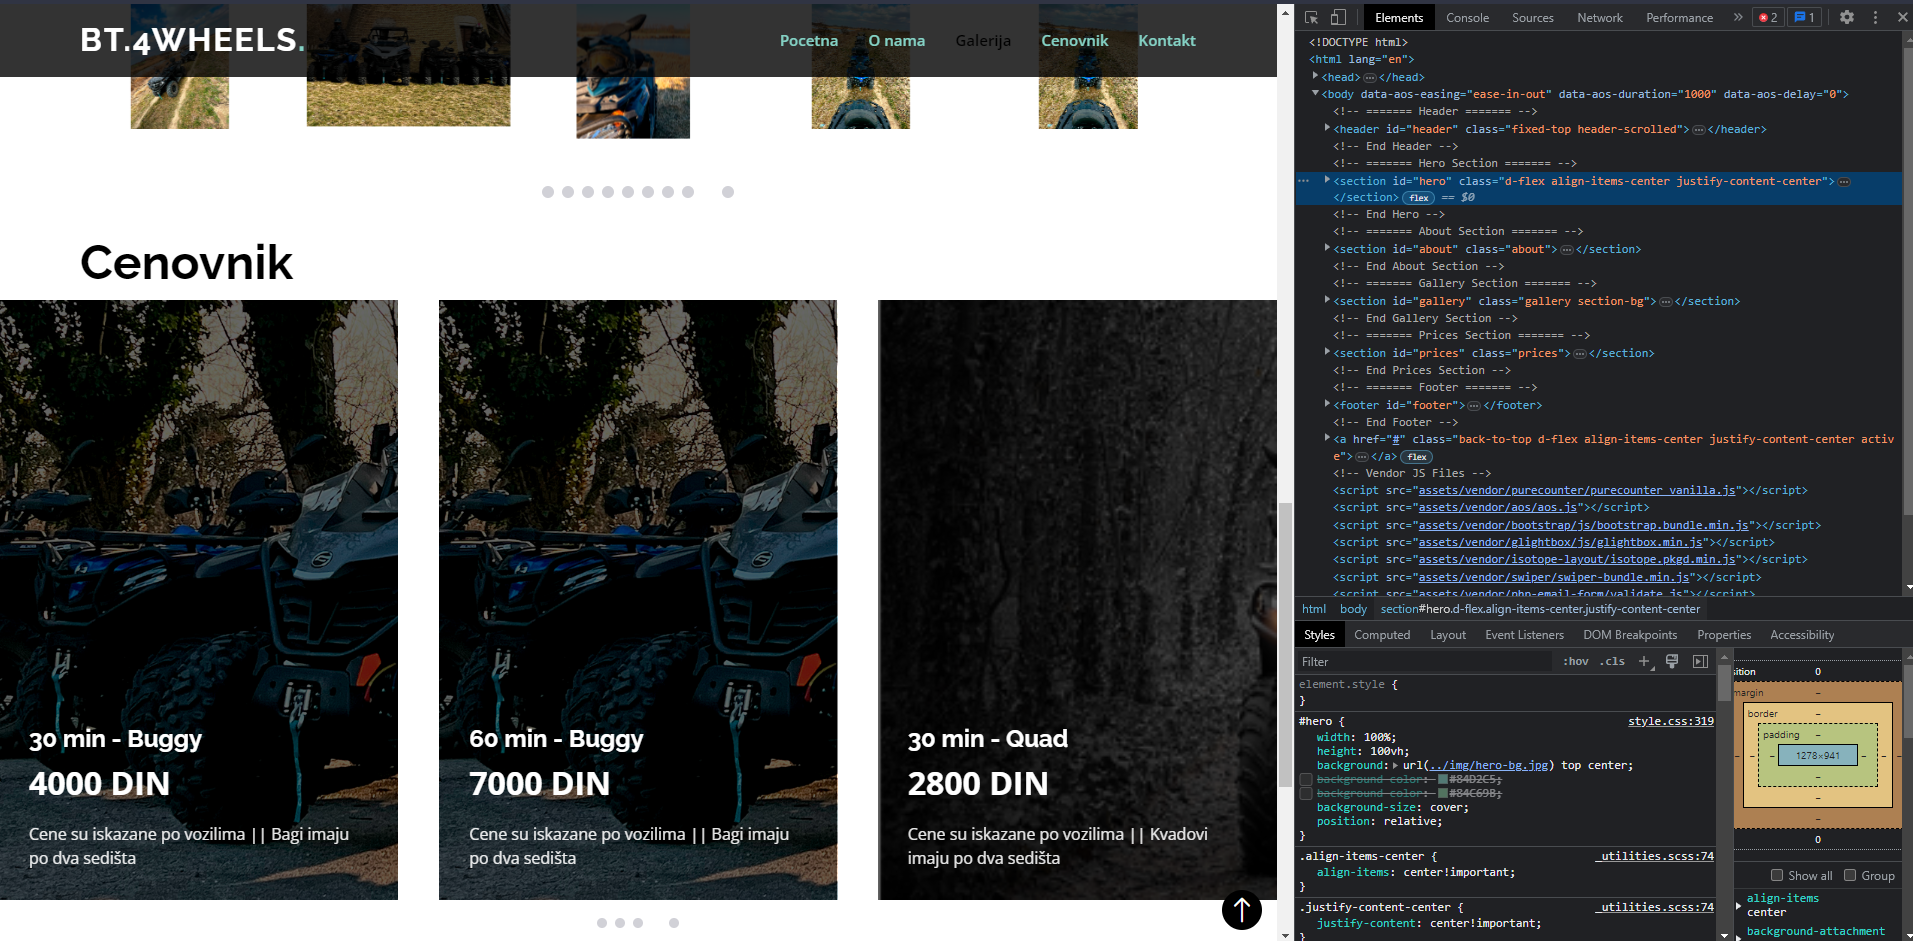 BT.4WHEELS.
Pocetna
O nama
Galerija
Cenovnik
Kontakt
Cenovnik
30 min - Buggy
4000 DIN
Cene su iskazane po vozilima || Bagi imaju
po dva sedišta
60 min - Buggy
7000 DIN
Cene su iskazane po vozilima || Bagi imaju
po dva sedišta
30 min - Quad
2800 DIN
Cene su iskazane po vozilima || Kvadovi
imaju po dva sedišta
Elements
Console
Sources
Network
Performance
»
2
1
<!DOCTYPE html>
<html lang="en">
<head>…</head>
<body data-aos-easing="ease-in-out" data-aos-duration="1000" data-aos-delay="0">
<!-- ======= Header ======= -->
<header id="header" class="fixed-top header-scrolled">…</header>
<!-- End Header -->
<!-- ======= Hero Section ======= -->
<section id="hero" class="d-flex align-items-center justify-content-center">…
</section> flex == $0
<!-- End Hero -->
<!-- ======= About Section ======= -->
<section id="about" class="about">…</section>
<!-- End About Section -->
<!-- ======= Gallery Section ======= -->
<section id="gallery" class="gallery section-bg">…</section>
<!-- End Gallery Section -->
<!-- ======= Prices Section ======= -->
<section id="prices" class="prices">…</section>
<!-- End Prices Section -->
<!-- ======= Footer ======= -->
<footer id="footer">…</footer>
<!-- End Footer -->
<a href="#" class="back-to-top d-flex align-items-center justify-content-center activ
e">…</a> flex
<!-- Vendor JS Files -->
<script src="assets/vendor/purecounter/purecounter_vanilla.js"></script>
<script src="assets/vendor/aos/aos.js"></script>
<script src="assets/vendor/bootstrap/js/bootstrap.bundle.min.js"></script>
<script src="assets/vendor/glightbox/js/glightbox.min.js"></script>
<script src="assets/vendor/isotope-layout/isotope.pkgd.min.js"></script>
<script src="assets/vendor/swiper/swiper-bundle.min.js"></script>
<script src="assets/vendor/php-email-form/validate.js"></script>
html
body
section#hero.d-flex.align-items-center.justify-content-center
Styles
Computed
Layout
Event Listeners
DOM Breakpoints
Properties
Accessibility
Filter
:hov
.cls
element.style {
}
#hero {
style.css:319
width: 100%;
height: 100vh;
background: url(../img/hero-bg.jpg) top center;
background-color: #84D2C5;
background-color: #84C69B;
background-size: cover;
position: relative;
}
.align-items-center {
_utilities.scss:74
align-items: center!important;
}
.justify-content-center {
_utilities.scss:74
justify-content: center!important;
}
sition
0
margin
–
border
–
padding
–
1278×941
–
–
–
0
Show all
Group
align-items
center
background-attachment